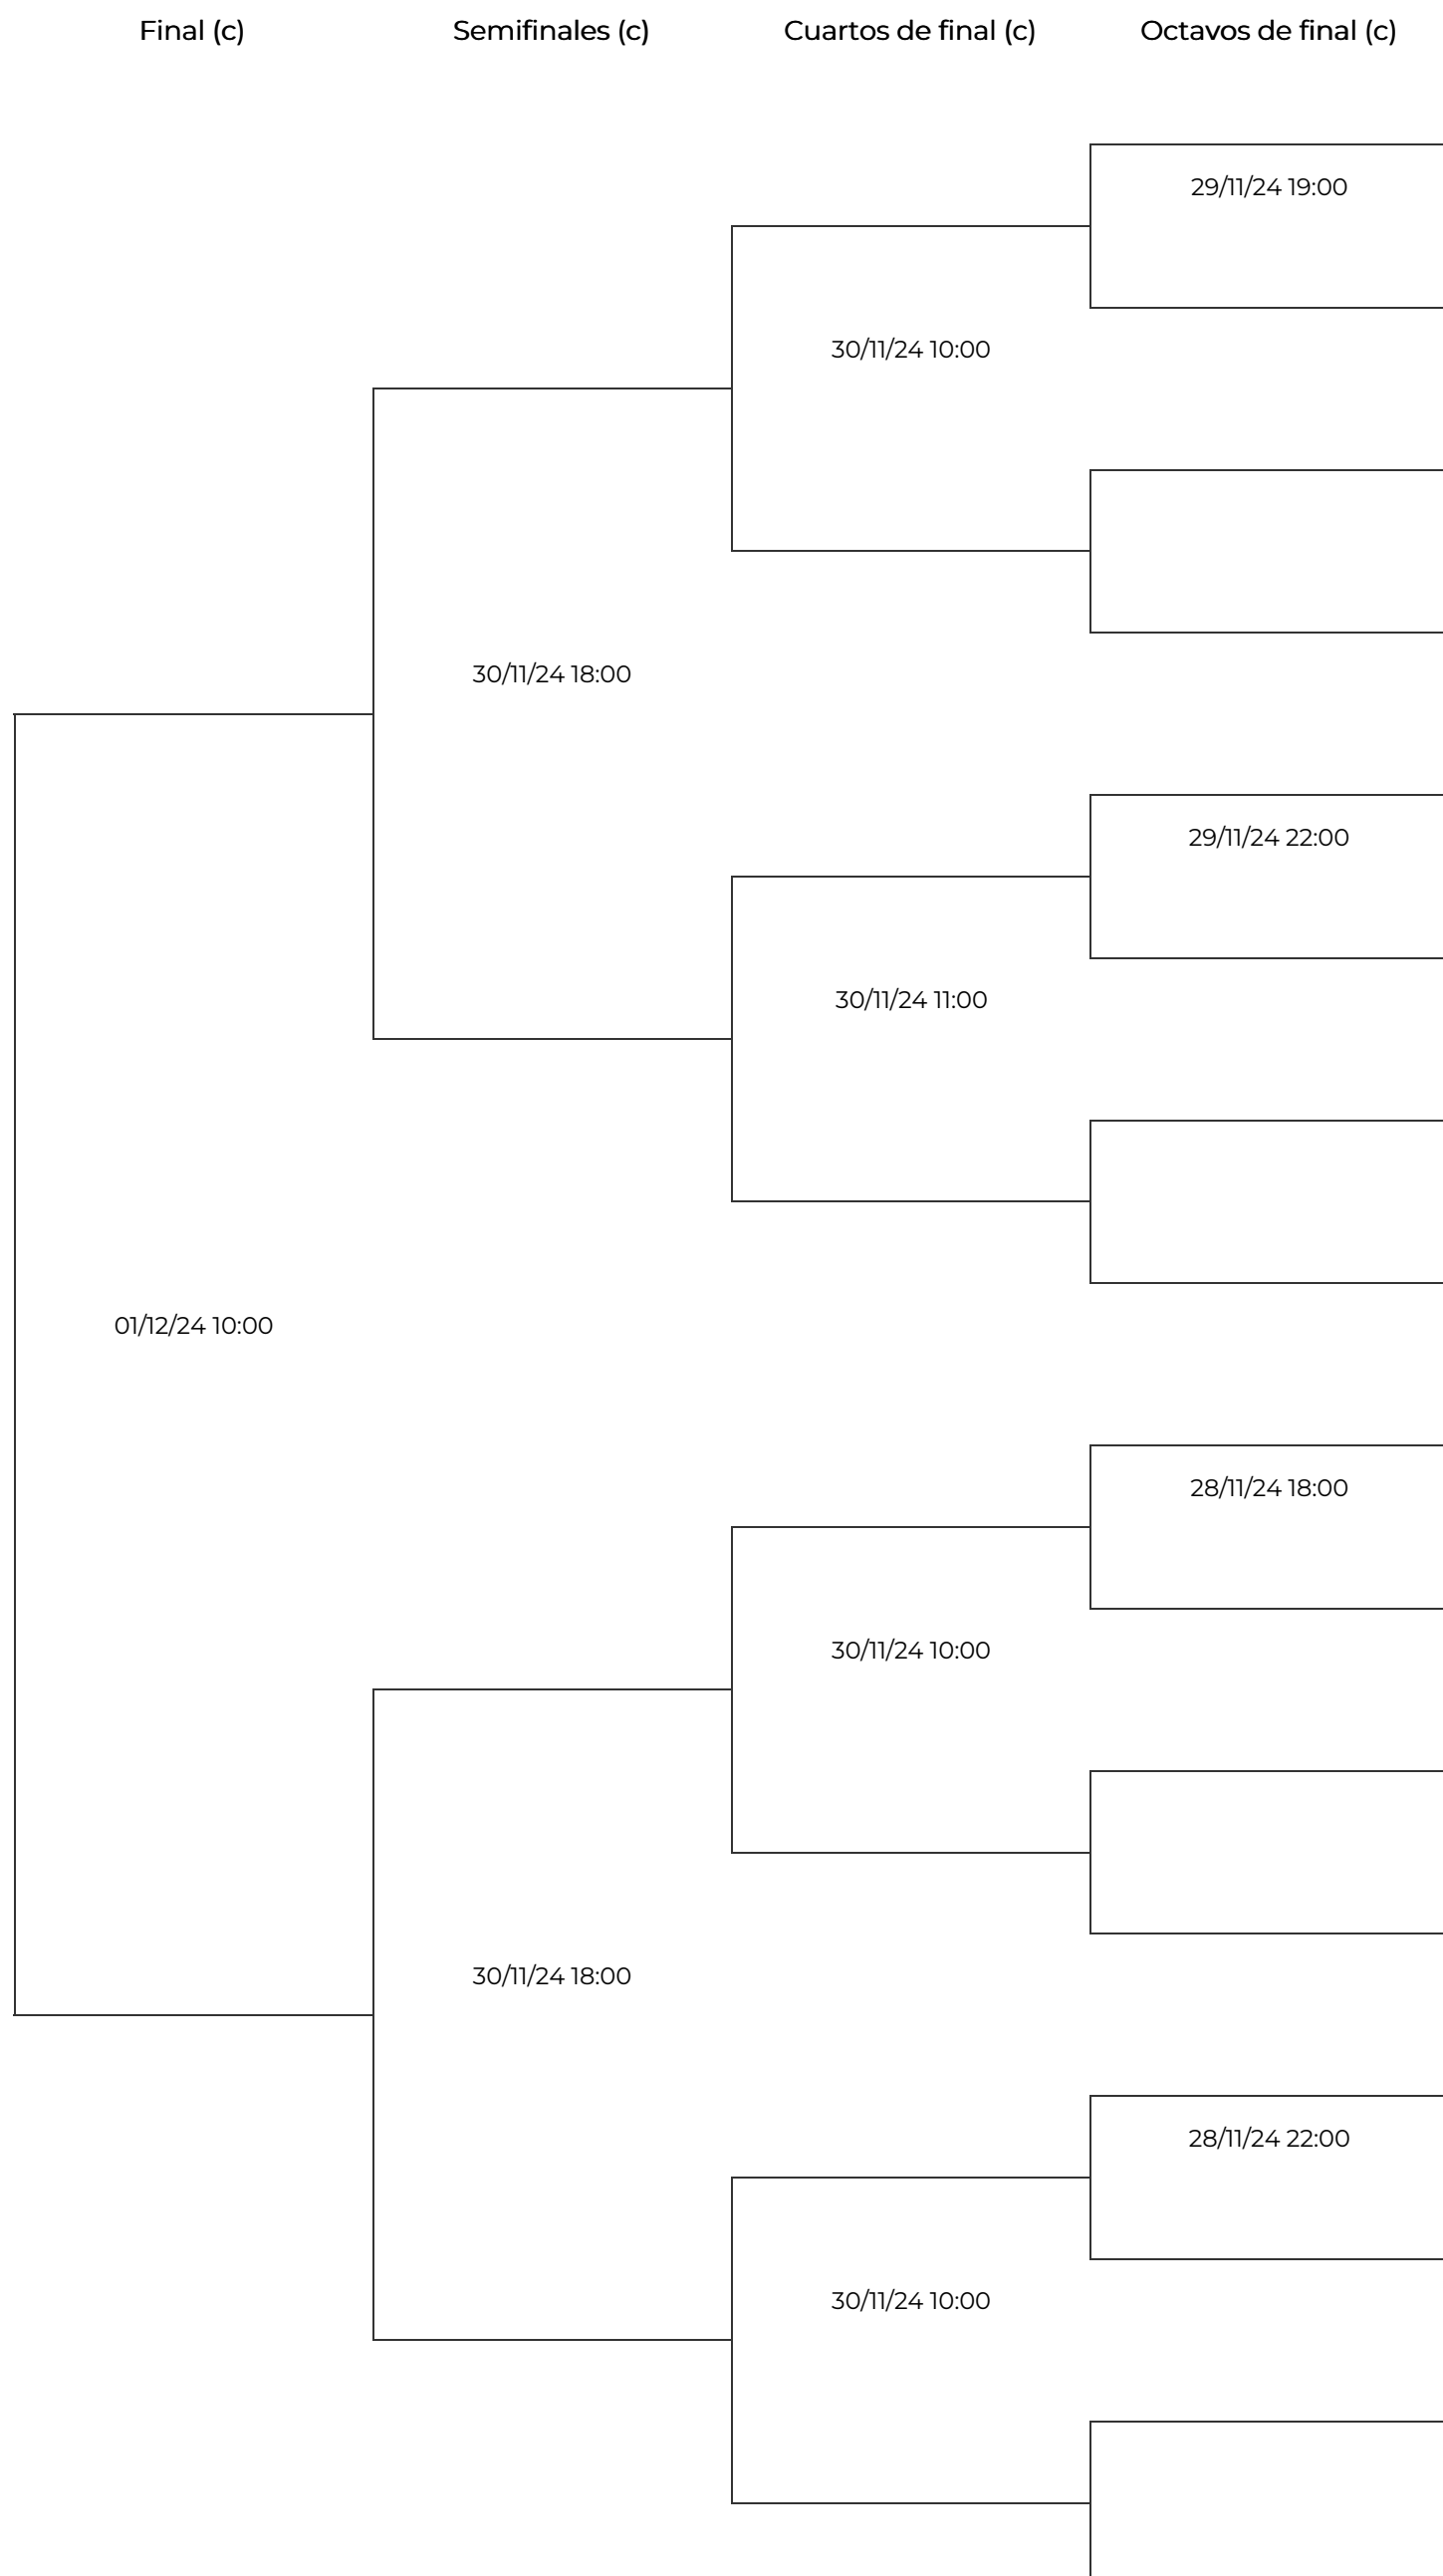 Final (c)
Semifinales (c)
Cuartos de final (c)
Octavos de final (c)
29/11/24 19:00
30/11/24 10:00
30/11/24 18:00
29/11/24 22:00
30/11/24 11:00
01/12/24 10:00
28/11/24 18:00
30/11/24 10:00
30/11/24 18:00
28/11/24 22:00
30/11/24 10:00